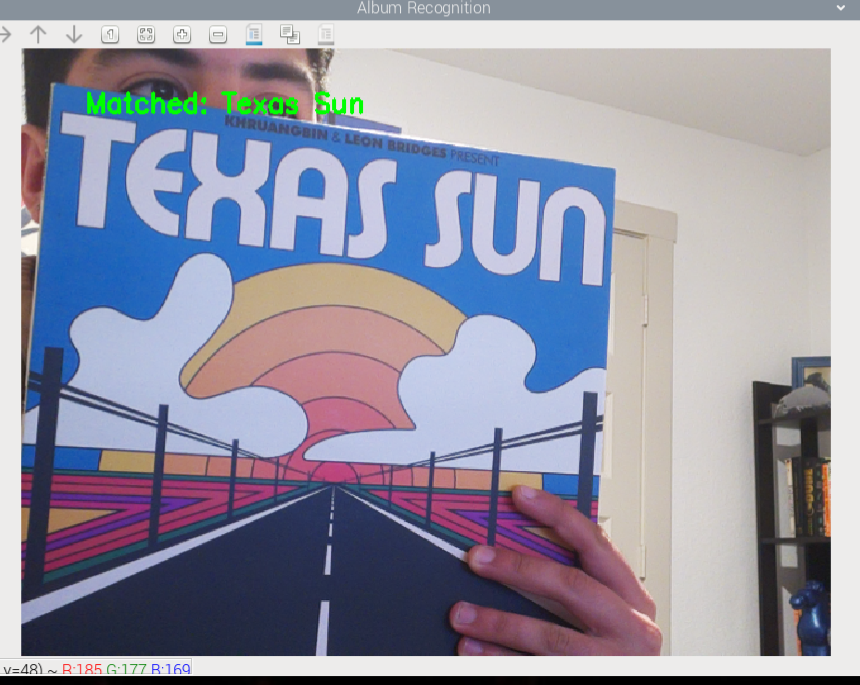 Album Recognition
Matched: Texas Sun
KHRUANGBIN & LEON BRIDGES PRESENT
TEXAS SUN
y=48) ~ R:185 G:177 B:169